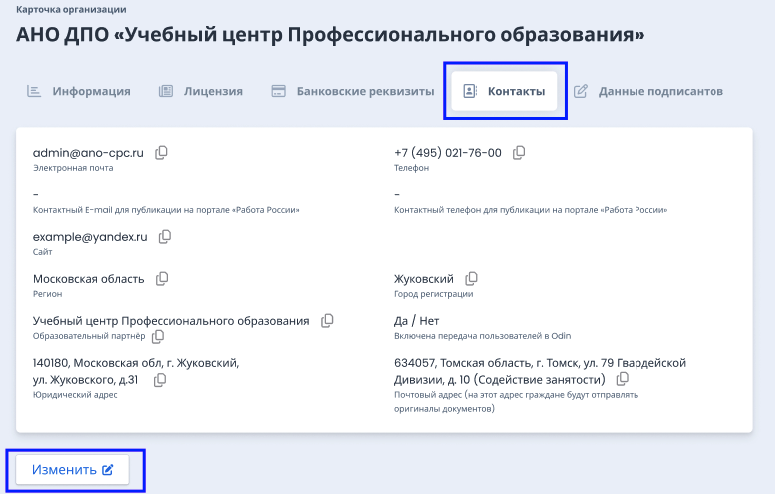 Карточка организации
АНО ДПО «Учебный центр Профессионального образования»
Информация
Лицензия
Банковские реквизиты
Контакты
Данные подписантов
admin@ano-cpc.ru
Электронная почта
+7 (495) 021-76-00
Телефон
-
Контактный E-mail для публикации на портале «Работа России»
-
Контактный телефон для публикации на портале «Работа России»
example@yandex.ru
Сайт
Московская область
Регион
Жуковский
Город регистрации
Учебный центр Профессионального образования
Образовательный партнёр
Да / Нет
Включена передача пользователей в Odin
140180, Московская обл, г. Жуковский,
ул. Жуковского, д.31
Юридический адрес
634057, Томская область, г. Томск, ул. 79 Гвардейской
Дивизии, д. 10 (Содействие занятости)
Почтовый адрес (на этот адрес граждане будут отправлять
оригиналы документов)
Изменить